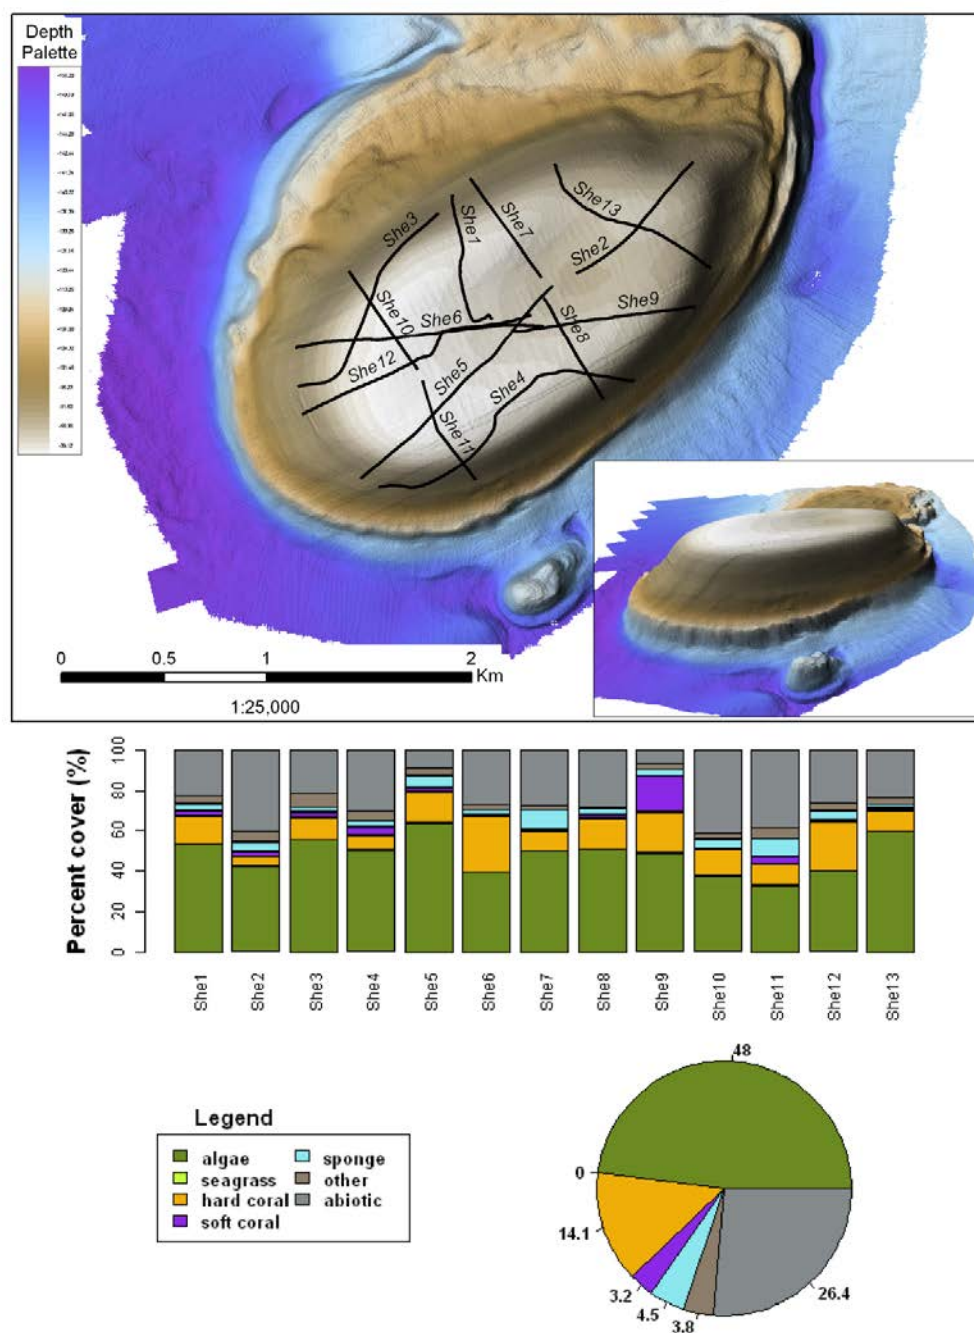 Depth
Palette
She3
She1
She7
She13
She2
She10
She6
She9
She12
She5
She8
She4
She11
0 0.5 1 2
Km
1:25,000
Percent cover (%)
100
80
60
40
20
0
She1
She2
She3
She4
She5
She6
She7
She8
She9
She10
She11
She12
She13
48
0
14.1
3.2
4.5
3.8
26.4
Legend
algae
seagrass
hard coral
soft coral
sponge
other
abiotic